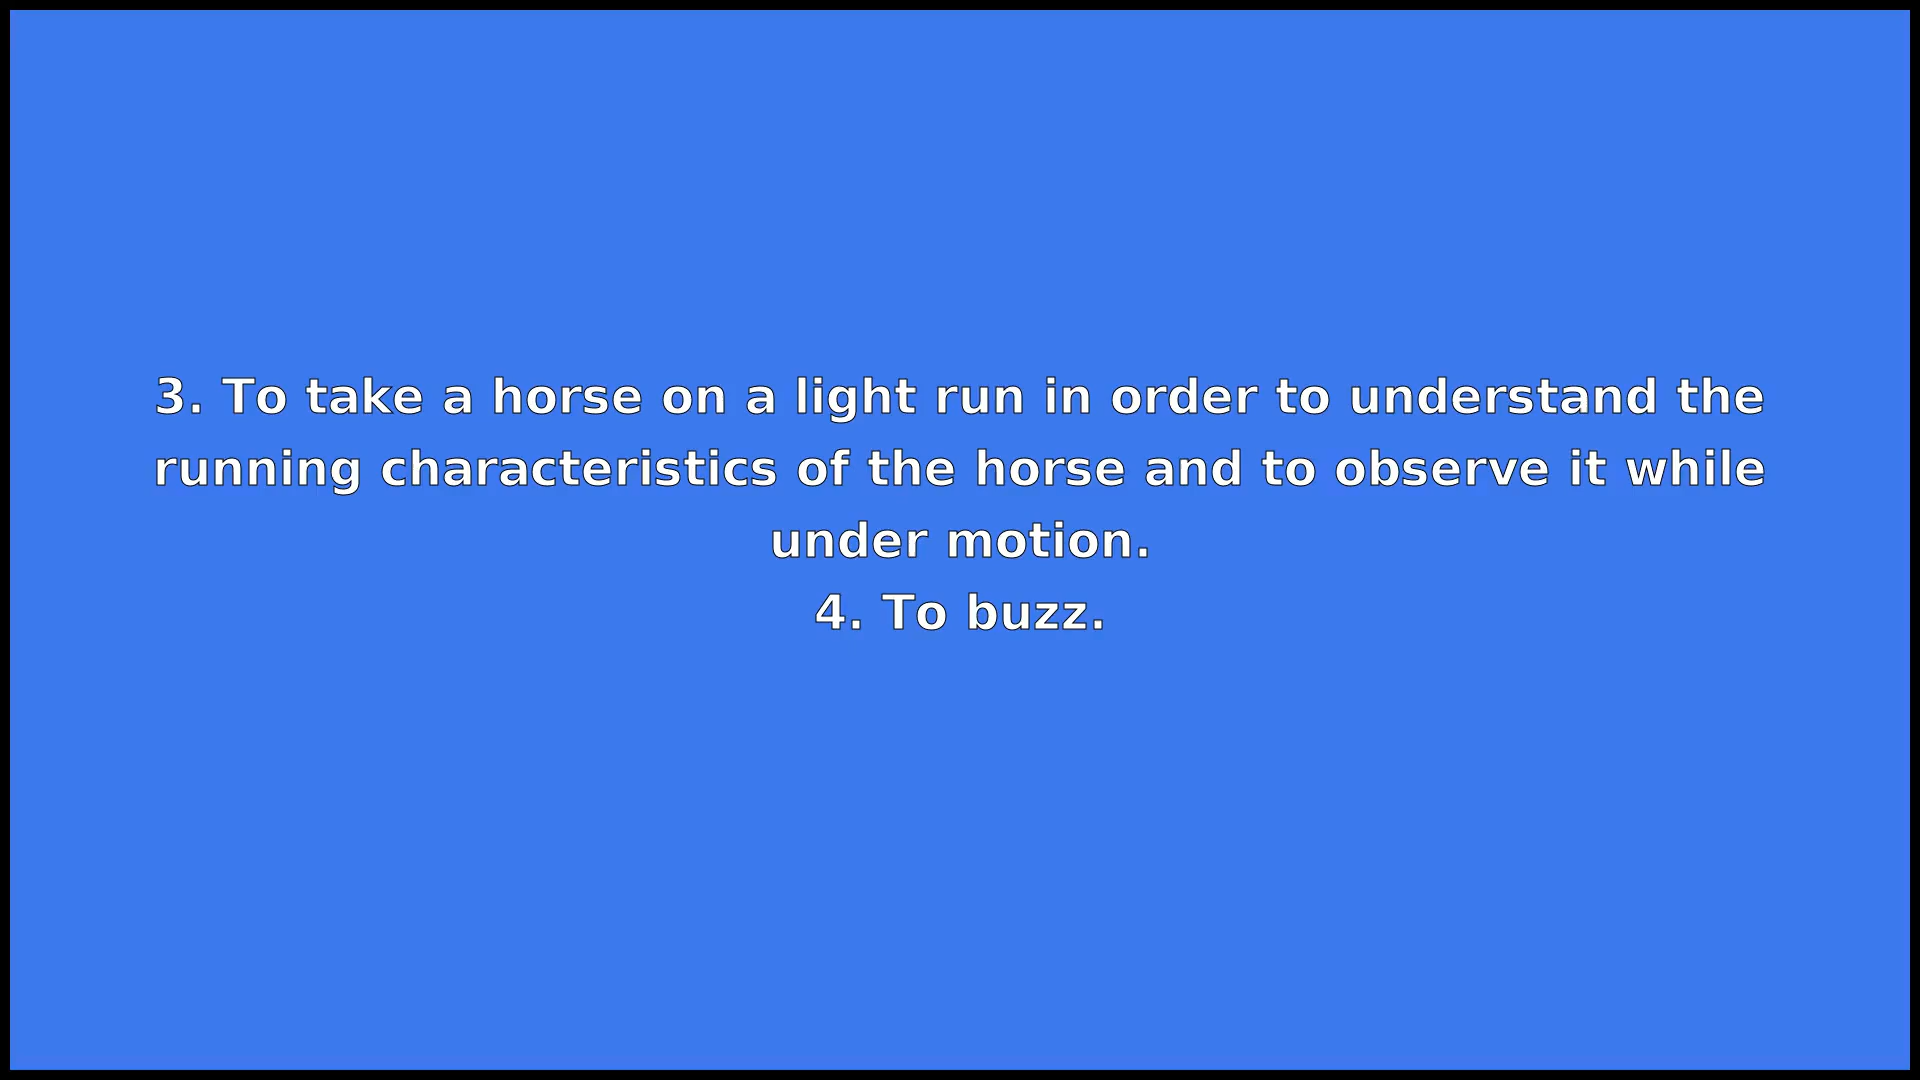 3. To take a horse on a light run in order to understand the
running characteristics of the horse and to observe it while
under motion.
4. To buzz.